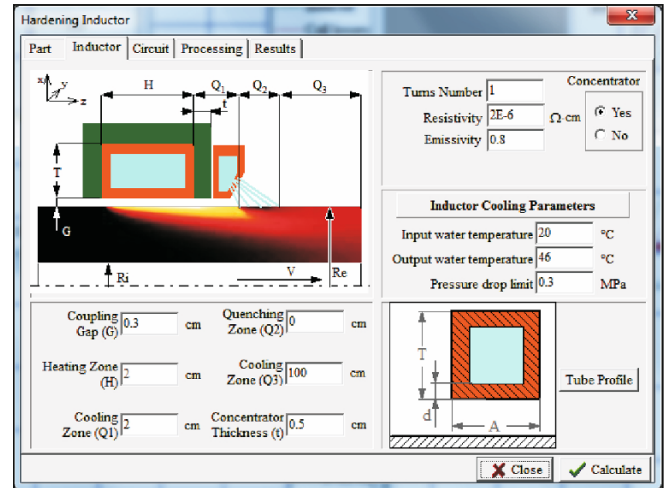 Hardening Inductor
Part Inductor Circuit Processing Results
x y z
H Q1 Q2 Q3
t
T
G
Ri V Re
Turns Number 1
Resistivity 2E-6 Ω-cm
Emissivity 0.8
Concentrator
Yes
No
Inductor Cooling Parameters
Input water temperature 20 °C
Output water temperature 46 °C
Pressure drop limit 0.3 MPa
Coupling Gap (G) 0.3 cm
Quenching Zone (Q2) 0 cm
Heating Zone (H) 2 cm
Cooling Zone (Q3) 100 cm
Cooling Zone (Q1) 2 cm
Concentrator Thickness (t) 0.5 cm
T
d
A
Tube Profile
Close Calculate